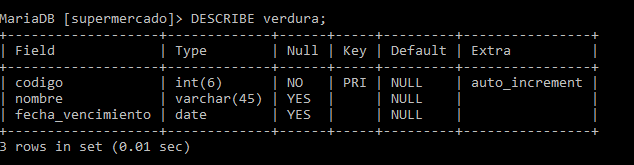 MariaDB [supermercado]> DESCRIBE verdura;
+-------------------+-------------+------+-----+---------+----------------+
| Field             | Type        | Null | Key | Default | Extra          |
+-------------------+-------------+------+-----+---------+----------------+
| codigo            | int(6)      | NO   | PRI | NULL    | auto_increment |
| nombre            | varchar(45) | YES  |     | NULL    |                |
| fecha_vencimiento | date        | YES  |     | NULL    |                |
+-------------------+-------------+------+-----+---------+----------------+
3 rows in set (0.01 sec)